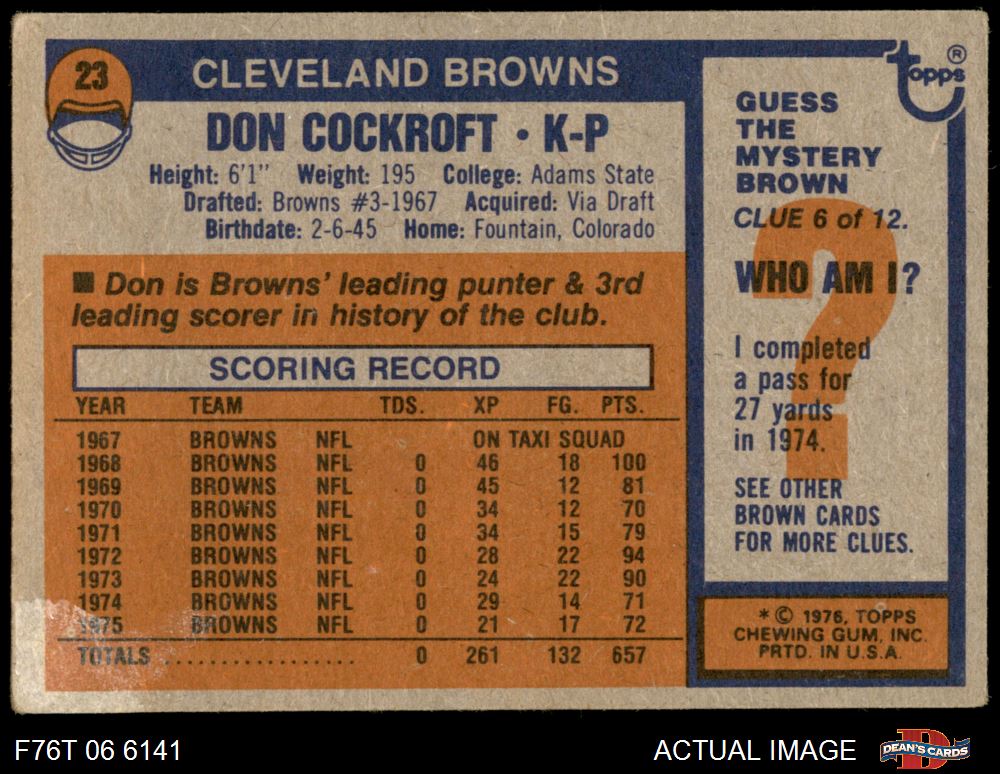 23
CLEVELAND BROWNS
DON COCKROFT • K-P
Height: 6'1" Weight: 195 College: Adams State
Drafted: Browns #3-1967 Acquired: Via Draft
Birthdate: 2-6-45 Home: Fountain, Colorado
■ Don is Browns' leading punter & 3rd
leading scorer in history of the club.
SCORING RECORD
YEAR TEAM TDS. XP FG. PTS.
1967 BROWNS NFL ON TAXI SQUAD
1968 BROWNS NFL 0 46 18 100
1969 BROWNS NFL 0 45 12 81
1970 BROWNS NFL 0 34 12 70
1971 BROWNS NFL 0 34 15 79
1972 BROWNS NFL 0 28 22 94
1973 BROWNS NFL 0 24 22 90
1974 BROWNS NFL 0 29 14 71
1975 BROWNS NFL 0 21 17 72
TOTALS .................. 0 261 132 657
topps ®
GUESS
THE
MYSTERY
BROWN
CLUE 6 of 12.
WHO AM I?
?
I completed
a pass for
27 yards
in 1974.
SEE OTHER
BROWN CARDS
FOR MORE CLUES.
* © 1976, TOPPS
CHEWING GUM, INC.
PRTD. IN U.S.A.
F76T 06 6141
ACTUAL IMAGE
DEAN'S CARDS